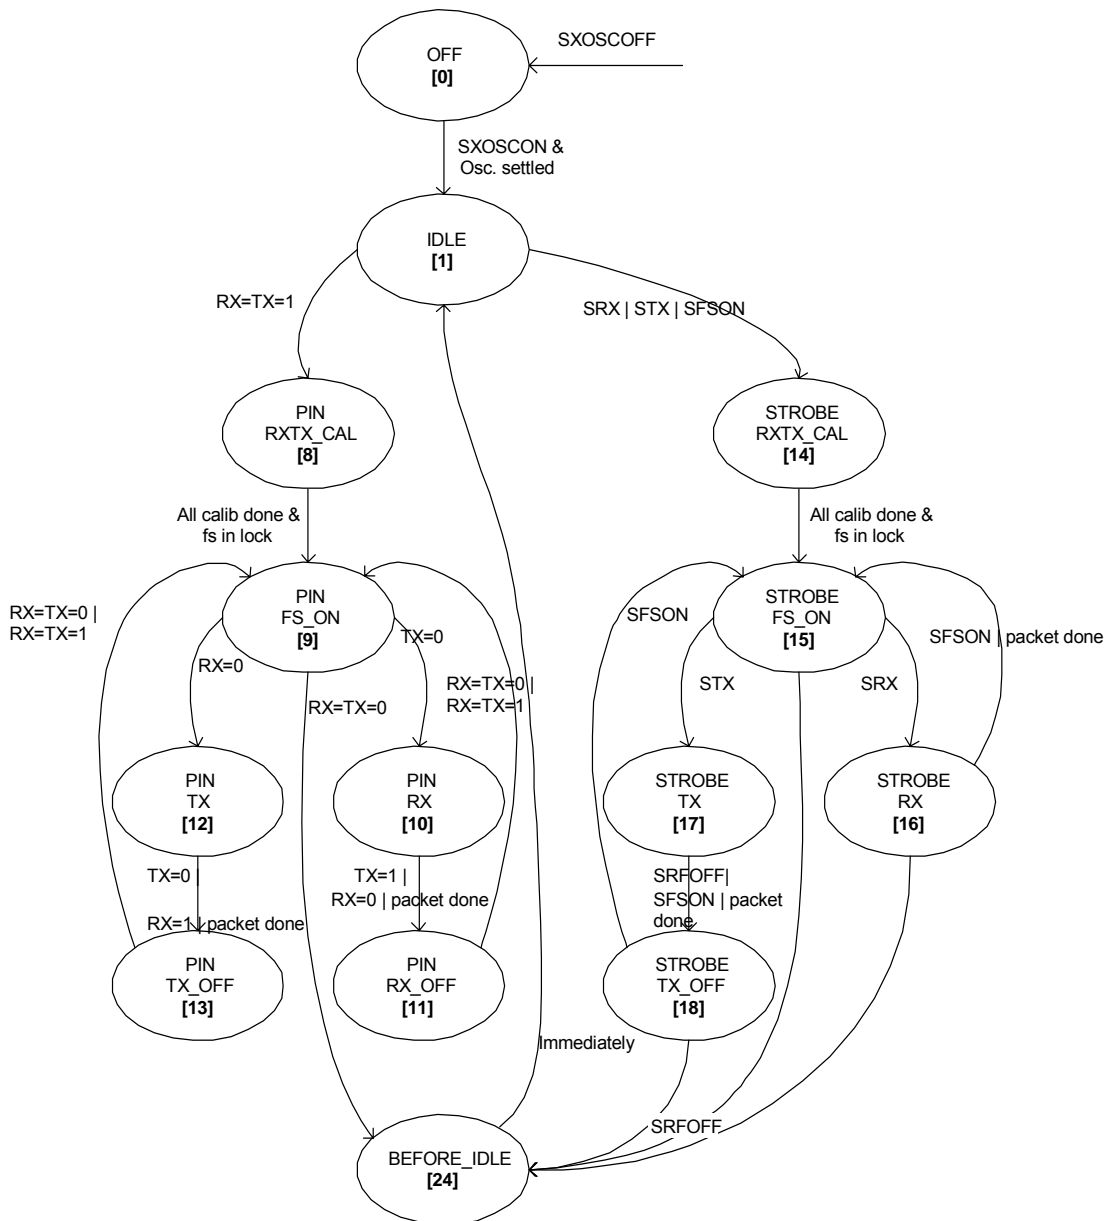 SXOSCOFF
OFF
[0]
SXOSCON &
Osc. settled
IDLE
[1]
RX=TX=1
SRX | STX | SFSON
PIN
RXTX_CAL
[8]
STROBE
RXTX_CAL
[14]
All calib done &
fs in lock
All calib done &
fs in lock
RX=TX=0 |
RX=TX=1
PIN
FS_ON
[9]
TX=0
RX=0
RX=TX=0 |
RX=TX=1
RX=TX=0
SFSON
STROBE
FS_ON
[15]
SFSON | packet done
STX
SRX
PIN
TX
[12]
PIN
RX
[10]
STROBE
TX
[17]
STROBE
RX
[16]
TX=0 |
RX=1 | packet done
TX=1 |
RX=0 | packet done
SRFOFF|
SFSON | packet
done
PIN
TX_OFF
[13]
PIN
RX_OFF
[11]
STROBE
TX_OFF
[18]
Immediately
SRFOFF
BEFORE_IDLE
[24]